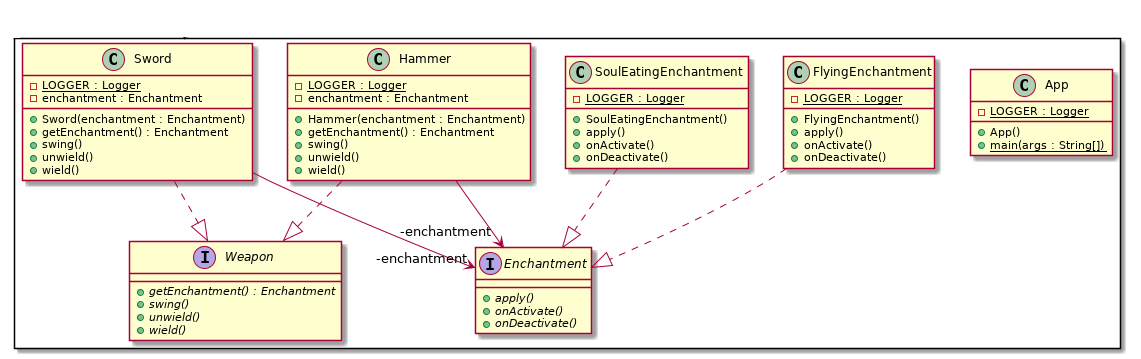 C Sword
LOGGER : Logger
enchantment : Enchantment
Sword(enchantment : Enchantment)
getEnchantment() : Enchantment
swing()
unwield()
wield()
C Hammer
LOGGER : Logger
enchantment : Enchantment
Hammer(enchantment : Enchantment)
getEnchantment() : Enchantment
swing()
unwield()
wield()
C SoulEatingEnchantment
LOGGER : Logger
SoulEatingEnchantment()
apply()
onActivate()
onDeactivate()
C FlyingEnchantment
LOGGER : Logger
FlyingEnchantment()
apply()
onActivate()
onDeactivate()
C App
LOGGER : Logger
App()
main(args : String[])
-enchantment
-enchantment
I Weapon
getEnchantment() : Enchantment
swing()
unwield()
wield()
I Enchantment
apply()
onActivate()
onDeactivate()